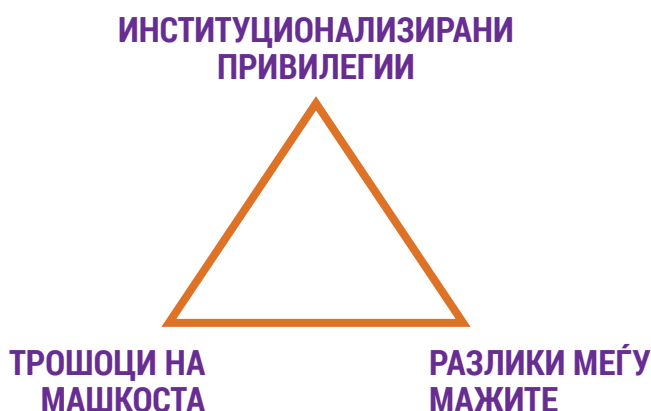 ИНСТИТУЦИОНАЛИЗИРАНИ
ПРИВИЛЕГИИ
ТРОШОЦИ НА
МАШКОСТА
РАЗЛИКИ МЕЃУ
МАЖИТЕ